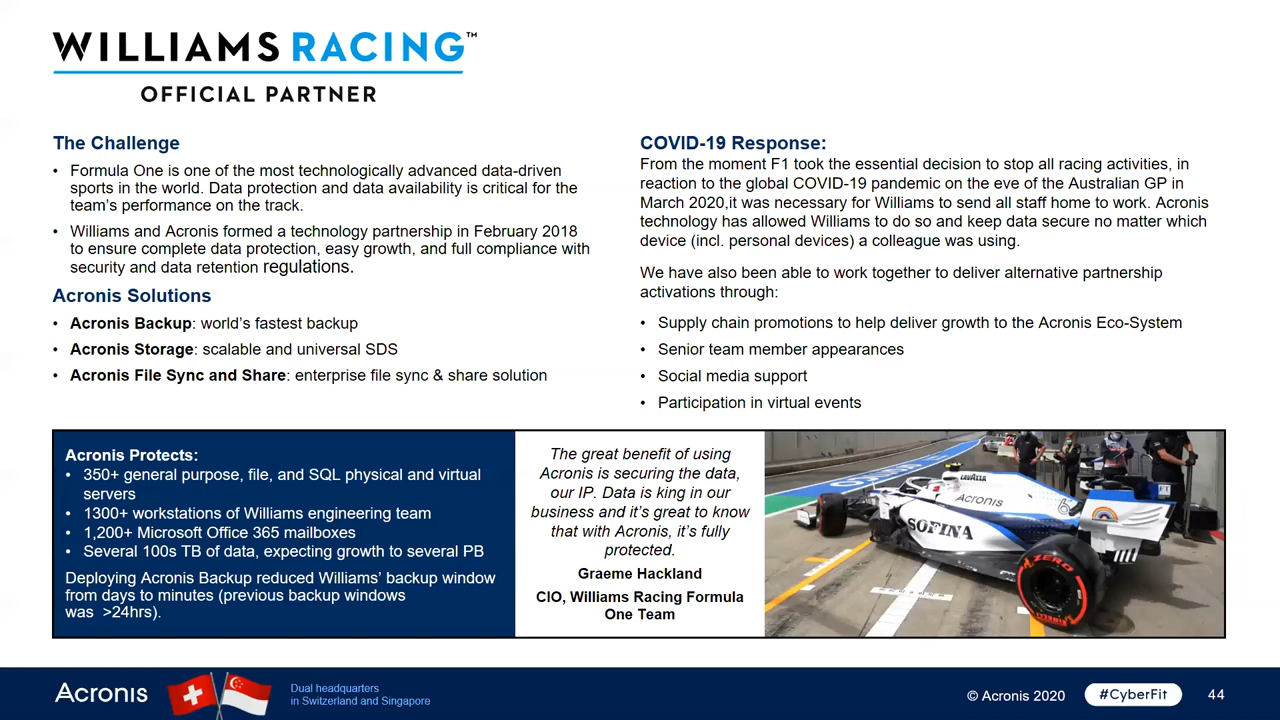 WILLIAMS RACING™
OFFICIAL PARTNER
The Challenge
• Formula One is one of the most technologically advanced data-driven
sports in the world. Data protection and data availability is critical for the
team’s performance on the track.
• Williams and Acronis formed a technology partnership in February 2018
to ensure complete data protection, easy growth, and full compliance with
security and data retention regulations.
Acronis Solutions
• Acronis Backup: world’s fastest backup
• Acronis Storage: scalable and universal SDS
• Acronis File Sync and Share: enterprise file sync & share solution
COVID-19 Response:
From the moment F1 took the essential decision to stop all racing activities, in
reaction to the global COVID-19 pandemic on the eve of the Australian GP in
March 2020,it was necessary for Williams to send all staff home to work. Acronis
technology has allowed Williams to do so and keep data secure no matter which
device (incl. personal devices) a colleague was using.
We have also been able to work together to deliver alternative partnership
activations through:
• Supply chain promotions to help deliver growth to the Acronis Eco-System
• Senior team member appearances
• Social media support
• Participation in virtual events
Acronis Protects:
• 350+ general purpose, file, and SQL physical and virtual
servers
• 1300+ workstations of Williams engineering team
• 1,200+ Microsoft Office 365 mailboxes
• Several 100s TB of data, expecting growth to several PB
Deploying Acronis Backup reduced Williams’ backup window
from days to minutes (previous backup windows
was >24hrs).
The great benefit of using
Acronis is securing the data,
our IP. Data is king in our
business and it’s great to know
that with Acronis, it’s fully
protected.
Graeme Hackland
CIO, Williams Racing Formula
One Team
LAVAZZA
Acronis
SOFINA
P ZERO
Acronis
Dual headquarters
in Switzerland and Singapore
© Acronis 2020
#CyberFit
44